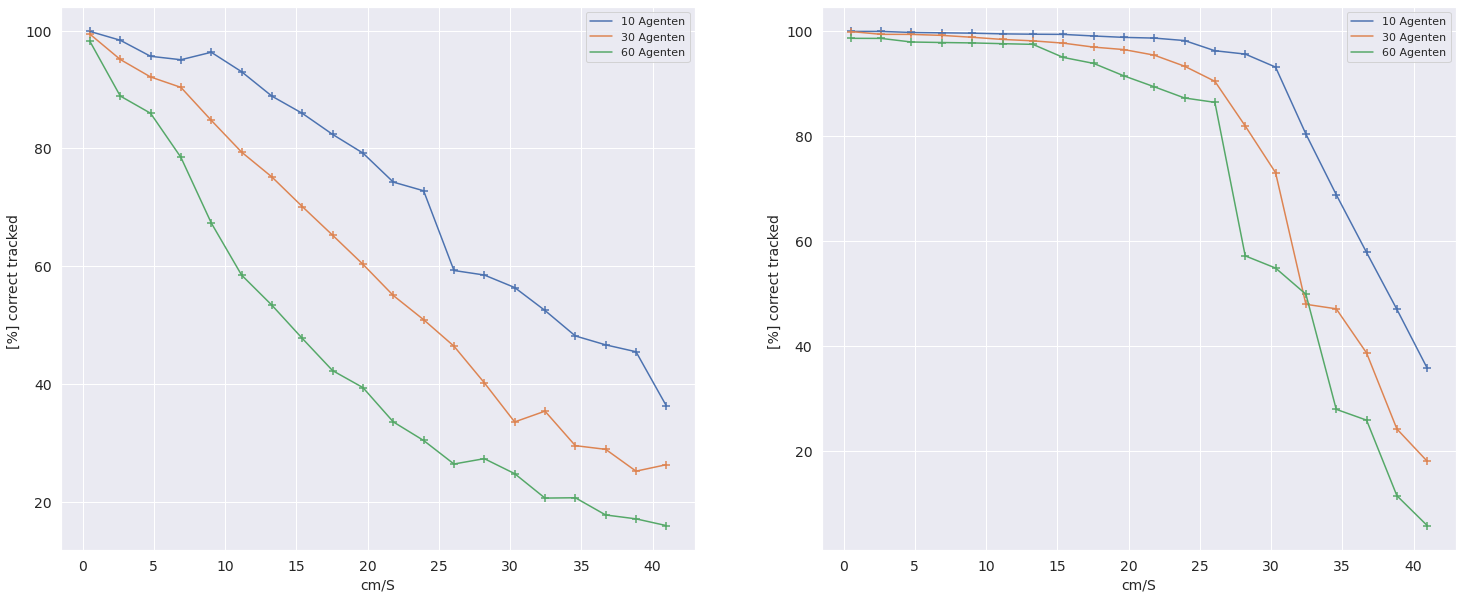 100
80
60
40
20
[%] correct tracked
0 5 10 15 20 25 30 35 40
cm/S
10 Agenten
30 Agenten
60 Agenten
100
80
60
40
20
[%] correct tracked
0 5 10 15 20 25 30 35 40
cm/S
10 Agenten
30 Agenten
60 Agenten